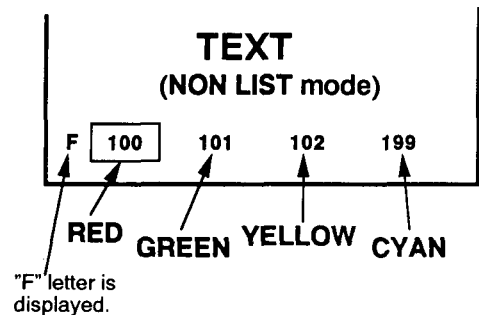 TEXT
(NON LIST mode)
F 100 101 102 199
RED GREEN YELLOW CYAN
"F" letter is
displayed.